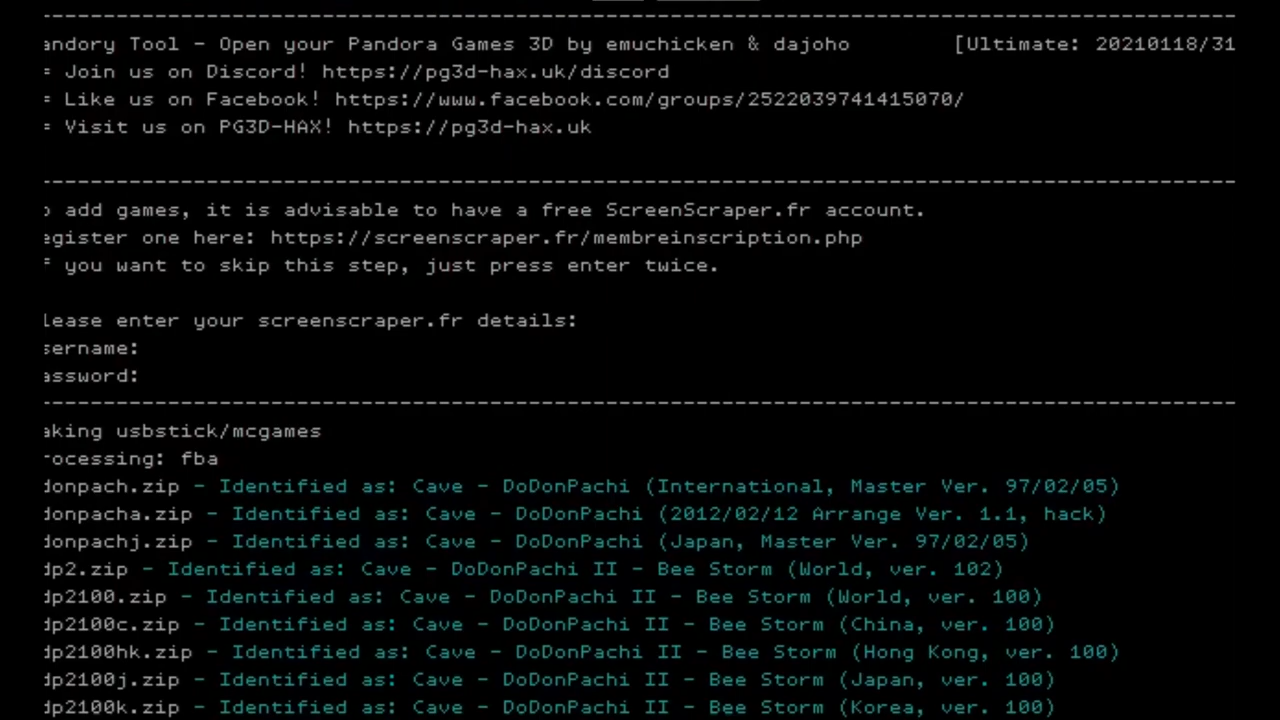 andory Tool - Open your Pandora Games 3D by emuchicken & dajoho [Ultimate: 20210118/31
= Join us on Discord! https://pg3d-hax.uk/discord
= Like us on Facebook! https://www.facebook.com/groups/2522039741415070/
= Visit us on PG3D-HAX! https://pg3d-hax.uk
o add games, it is advisable to have a free ScreenScraper.fr account.
egister one here: https://screenscraper.fr/membreinscription.php
f you want to skip this step, just press enter twice.
lease enter your screenscraper.fr details:
sername:
assword:
aking usbstick/mcgames
rocessing: fba
donpach.zip - Identified as: Cave - DoDonPachi (International, Master Ver. 97/02/05)
donpacha.zip - Identified as: Cave - DoDonPachi (2012/02/12 Arrange Ver. 1.1, hack)
donpachj.zip - Identified as: Cave - DoDonPachi (Japan, Master Ver. 97/02/05)
dp2.zip - Identified as: Cave - DoDonPachi II - Bee Storm (World, ver. 102)
dp2100.zip - Identified as: Cave - DoDonPachi II - Bee Storm (World, ver. 100)
dp2100c.zip - Identified as: Cave - DoDonPachi II - Bee Storm (China, ver. 100)
dp2100hk.zip - Identified as: Cave - DoDonPachi II - Bee Storm (Hong Kong, ver. 100)
dp2100j.zip - Identified as: Cave - DoDonPachi II - Bee Storm (Japan, ver. 100)
dp2100k.zip - Identified as: Cave - DoDonPachi II - Bee Storm (Korea, ver. 100)